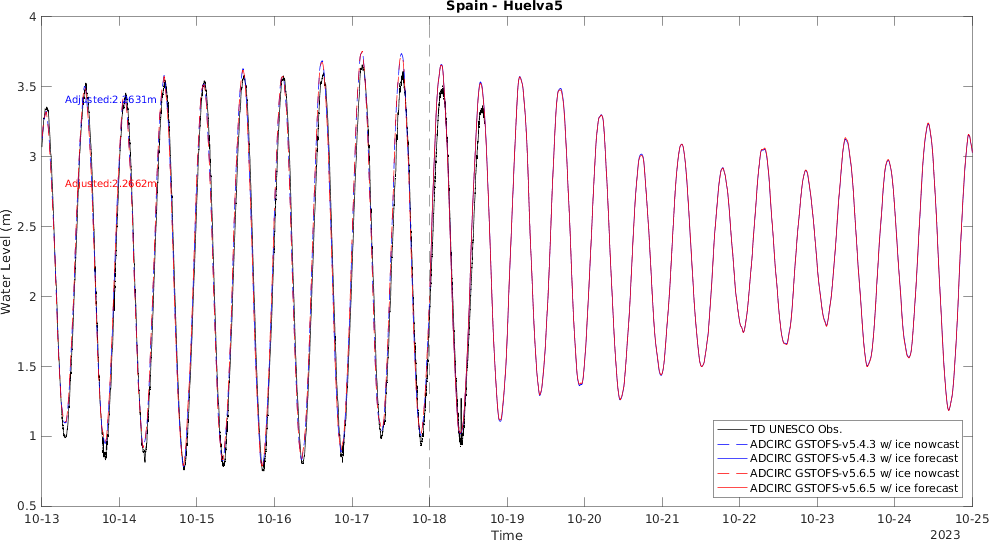 Spain - Huelva5
4
3.5
3
2.5
2
1.5
1
0.5
Water Level (m)
Adjusted:2.2631m
Adjusted:2.2662m
TD UNESCO Obs.
ADCIRC GSTOFS-v5.4.3 w/ ice nowcast
ADCIRC GSTOFS-v5.4.3 w/ ice forecast
ADCIRC GSTOFS-v5.6.5 w/ ice nowcast
ADCIRC GSTOFS-v5.6.5 w/ ice forecast
10-13 10-14 10-15 10-16 10-17 10-18 10-19 10-20 10-21 10-22 10-23 10-24 10-25
Time
2023